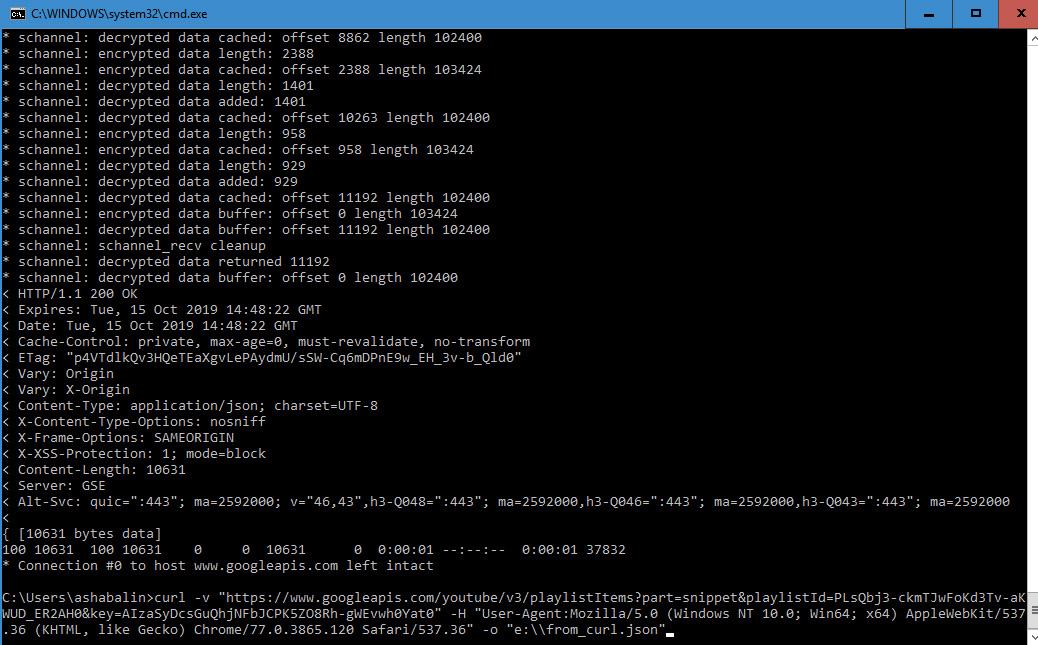 C:\WINDOWS\system32\cmd.exe
* schannel: decrypted data cached: offset 8862 length 102400
* schannel: encrypted data length: 2388
* schannel: encrypted data cached: offset 2388 length 103424
* schannel: decrypted data length: 1401
* schannel: decrypted data added: 1401
* schannel: decrypted data cached: offset 10263 length 102400
* schannel: encrypted data length: 958
* schannel: encrypted data cached: offset 958 length 103424
* schannel: decrypted data length: 929
* schannel: decrypted data added: 929
* schannel: decrypted data cached: offset 11192 length 102400
* schannel: encrypted data buffer: offset 0 length 103424
* schannel: decrypted data buffer: offset 11192 length 102400
* schannel: schannel_recv cleanup
* schannel: decrypted data returned 11192
* schannel: decrypted data buffer: offset 0 length 102400
< HTTP/1.1 200 OK
< Expires: Tue, 15 Oct 2019 14:48:22 GMT
< Date: Tue, 15 Oct 2019 14:48:22 GMT
< Cache-Control: private, max-age=0, must-revalidate, no-transform
< ETag: "p4VTdlkQv3HQeTEaXgvLePAydmU/sSW-Cq6mDPnE9w_EH_3v-b_Qld0"
< Vary: Origin
< Vary: X-Origin
< Content-Type: application/json; charset=UTF-8
< X-Content-Type-Options: nosniff
< X-Frame-Options: SAMEORIGIN
< X-XSS-Protection: 1; mode=block
< Content-Length: 10631
< Server: GSE
< Alt-Svc: quic=":443"; ma=2592000; v="46,43",h3-Q048=":443"; ma=2592000,h3-Q046=":443"; ma=2592000,h3-Q043=":443"; ma=2592000
<
{ [10631 bytes data]
100 10631  100 10631    0     0  10631      0  0:00:01 --:--:--  0:00:01 37832
* Connection #0 to host www.googleapis.com left intact
C:\Users\ashabalin>curl -v "https://www.googleapis.com/youtube/v3/playlistItems?part=snippet&playlistId=PLsQbj3-ckmTJwFoKd3Tv-aK
WUD_ER2AH0&key=AIzaSyDcsGuQhjNFbJCPK5ZO8Rh-gWEvwh0Yat0" -H "User-Agent:Mozilla/5.0 (Windows NT 10.0; Win64; x64) AppleWebKit/537
.36 (KHTML, like Gecko) Chrome/77.0.3865.120 Safari/537.36" -o "e:\\from_curl.json"